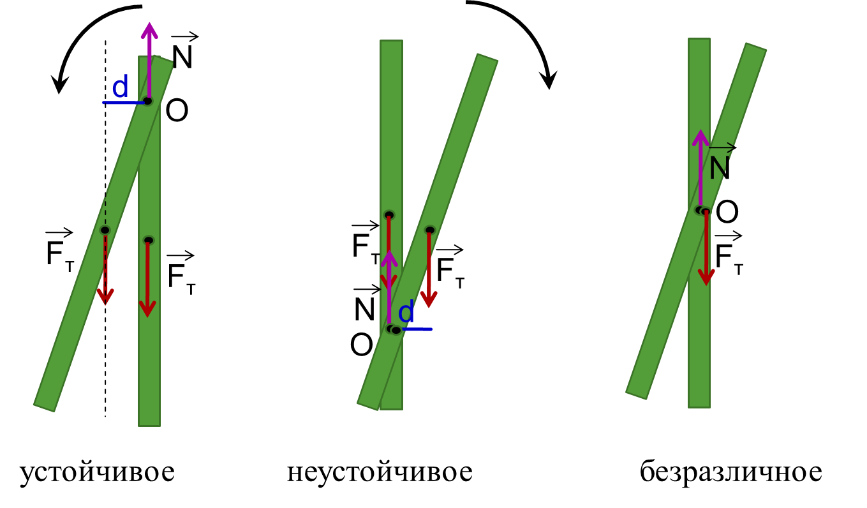 N
d
O
Fт
Fт
устойчивое
Fт
Fт
N
d
O
неустойчивое
N
O
Fт
безразличное